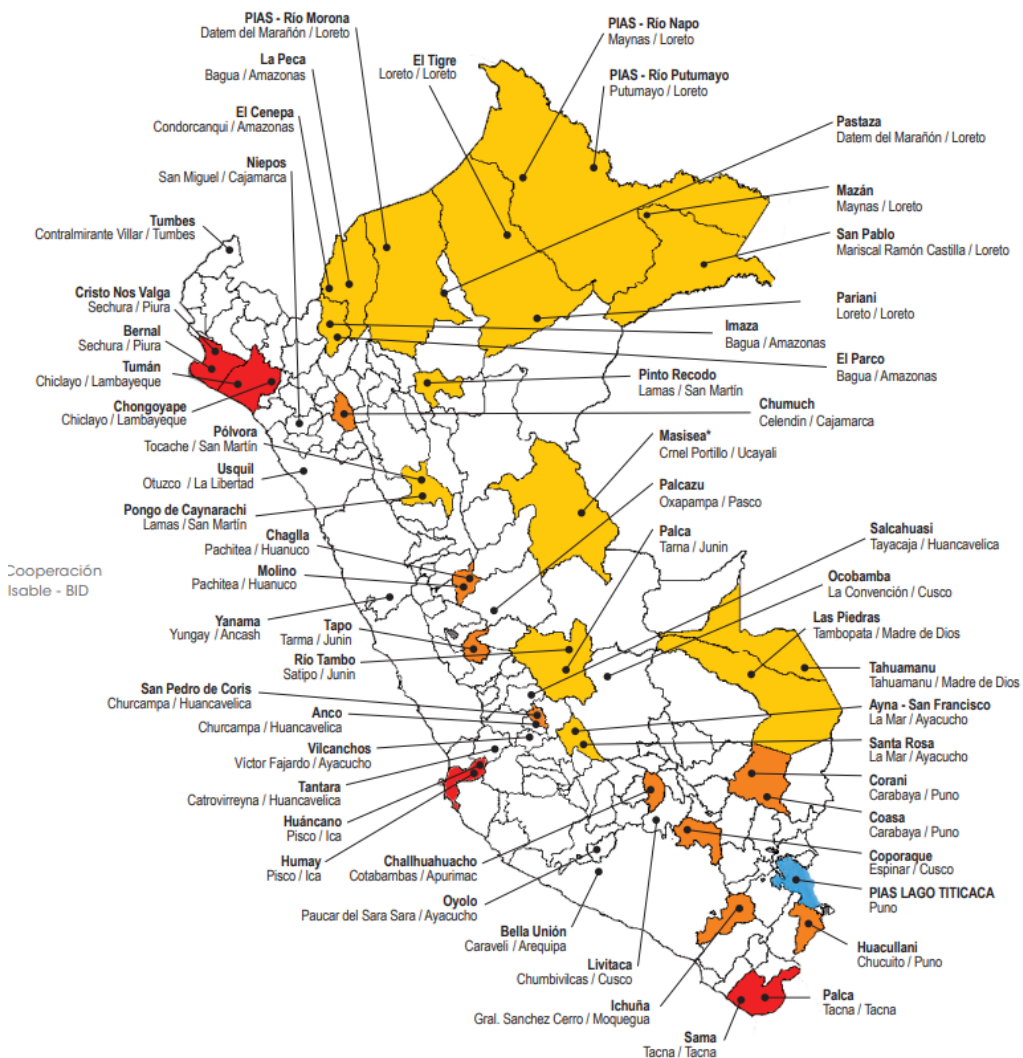 PIAS - Río Morona
Datem del Marañón / Loreto
La Peca
Bagua / Amazonas
El Cenepa
Condorcanqui / Amazonas
Niepos
San Miguel / Cajamarca
Tumbes
Contralmirante Villar / Tumbes
Cristo Nos Valga
Sechura / Piura
Bernal
Sechura / Piura
Tumán
Chiclayo / Lambayeque
Chongoyape
Chiclayo / Lambayeque
Pólvora
Tocache / San Martín
Usquil
Otuzco / La Libertad
Pongo de Caynarachi
Lamas / San Martín
Chaglla
Pachitea / Huanuco
Molino
Pachitea / Huanuco
Cooperación
lsable - BID
Yanama
Yungay / Ancash
Tapo
Tarma / Junin
Río Tambo
Satipo / Junin
San Pedro de Coris
Churcampa / Huancavelica
Anco
Churcampa / Huancavelica
Vilcanchos
Víctor Fajardo / Ayacucho
Tantara
Catrovirreyna / Huancavelica
Huáncano
Pisco / Ica
Humay
Pisco / Ica
Challhuahuacho
Cotabambas / Apurimac
Oyolo
Paucar del Sara Sara / Ayacucho
Bella Unión
Caraveli / Arequipa
Livitaca
Chumbivilcas / Cusco
Ichuña
Gral. Sanchez Cerro / Moquegua
Sama
Tacna / Tacna
El Tigre
Loreto / Loreto
PIAS - Río Napo
Maynas / Loreto
PIAS - Río Putumayo
Putumayo / Loreto
Pastaza
Datem del Marañón / Loreto
Mazán
Maynas / Loreto
San Pablo
Mariscal Ramón Castilla / Loreto
Pariani
Loreto / Loreto
Imaza
Bagua / Amazonas
El Parco
Bagua / Amazonas
Pinto Recodo
Lamas / San Martín
Chumuch
Celendin / Cajamarca
Masisea*
Crnel Portillo / Ucayali
Palcazu
Oxapampa / Pasco
Palca
Tarna / Junin
Salcahuasi
Tayacaja / Huancavelica
Ocobamba
La Convención / Cusco
Las Piedras
Tambopata / Madre de Dios
Tahuamanu
Tahuamanu / Madre de Dios
Ayna - San Francisco
La Mar / Ayacucho
Santa Rosa
La Mar / Ayacucho
Corani
Carabaya / Puno
Coasa
Carabaya / Puno
Coporaque
Espinar / Cusco
PIAS LAGO TITICACA
Puno
Huacullani
Chucuito / Puno
Palca
Tacna / Tacna